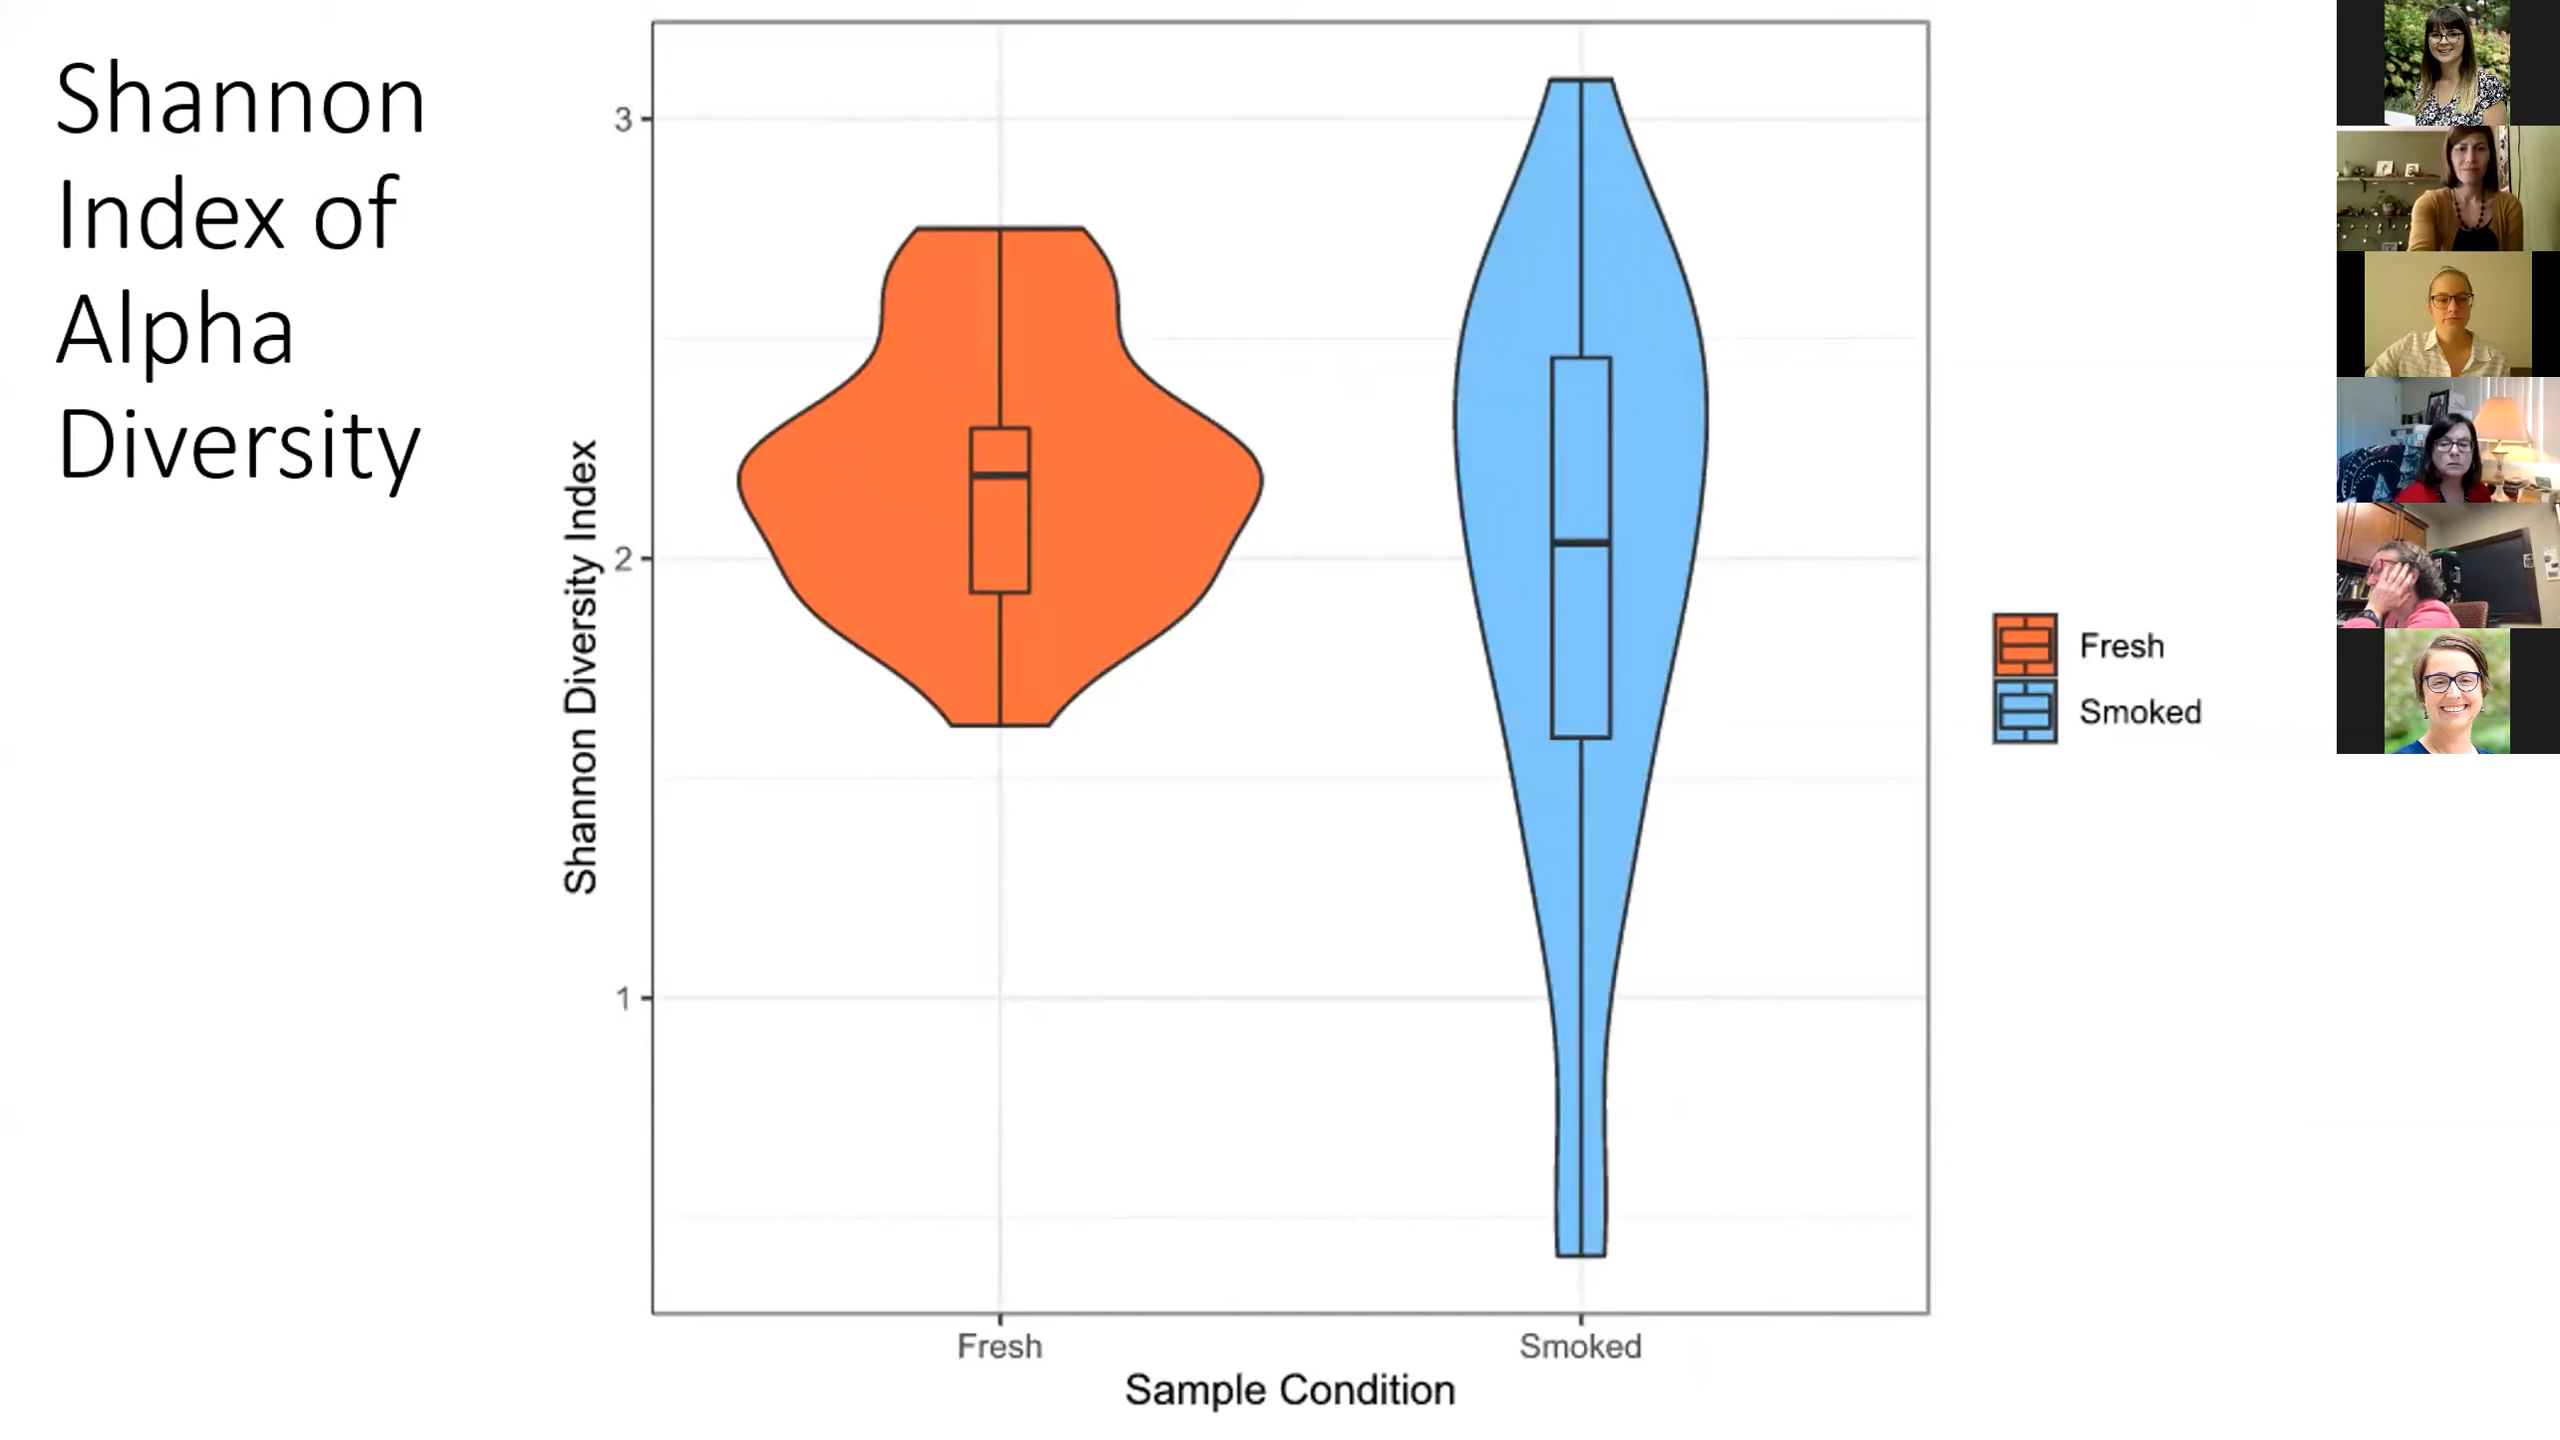 Shannon
Index of
Alpha
Diversity
Shannon Diversity Index
3
2
1
Fresh
Smoked
Sample Condition
Fresh
Smoked